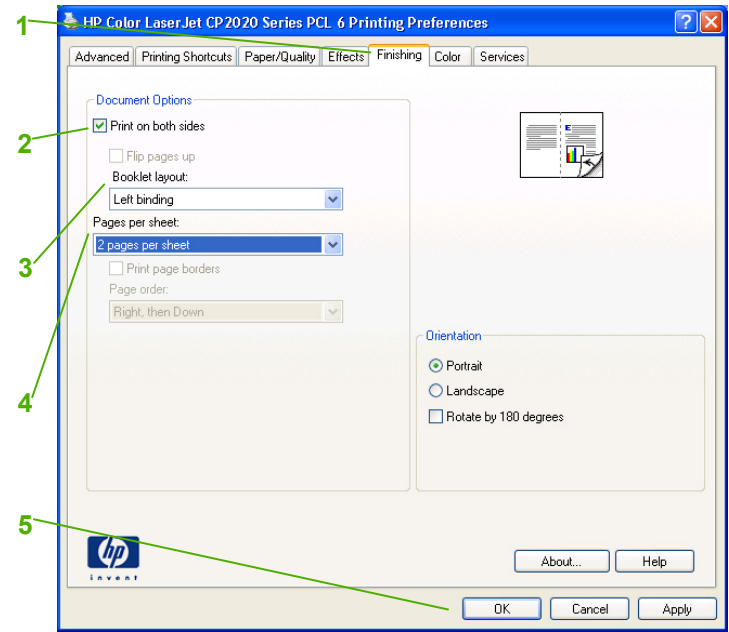 1
HP Color LaserJet CP2020 Series PCL 6 Printing Preferences
Advanced Printing Shortcuts Paper/Quality Effects Finishing Color Services
Document Options
2
Print on both sides
E
Flip pages up
Booklet layout:
Left binding
Pages per sheet:
2 pages per sheet
3
Print page borders
Page order:
Right, then Down
Orientation
Portrait
4
Landscape
Rotate by 180 degrees
5
hp
invent
About... Help
OK Cancel Apply